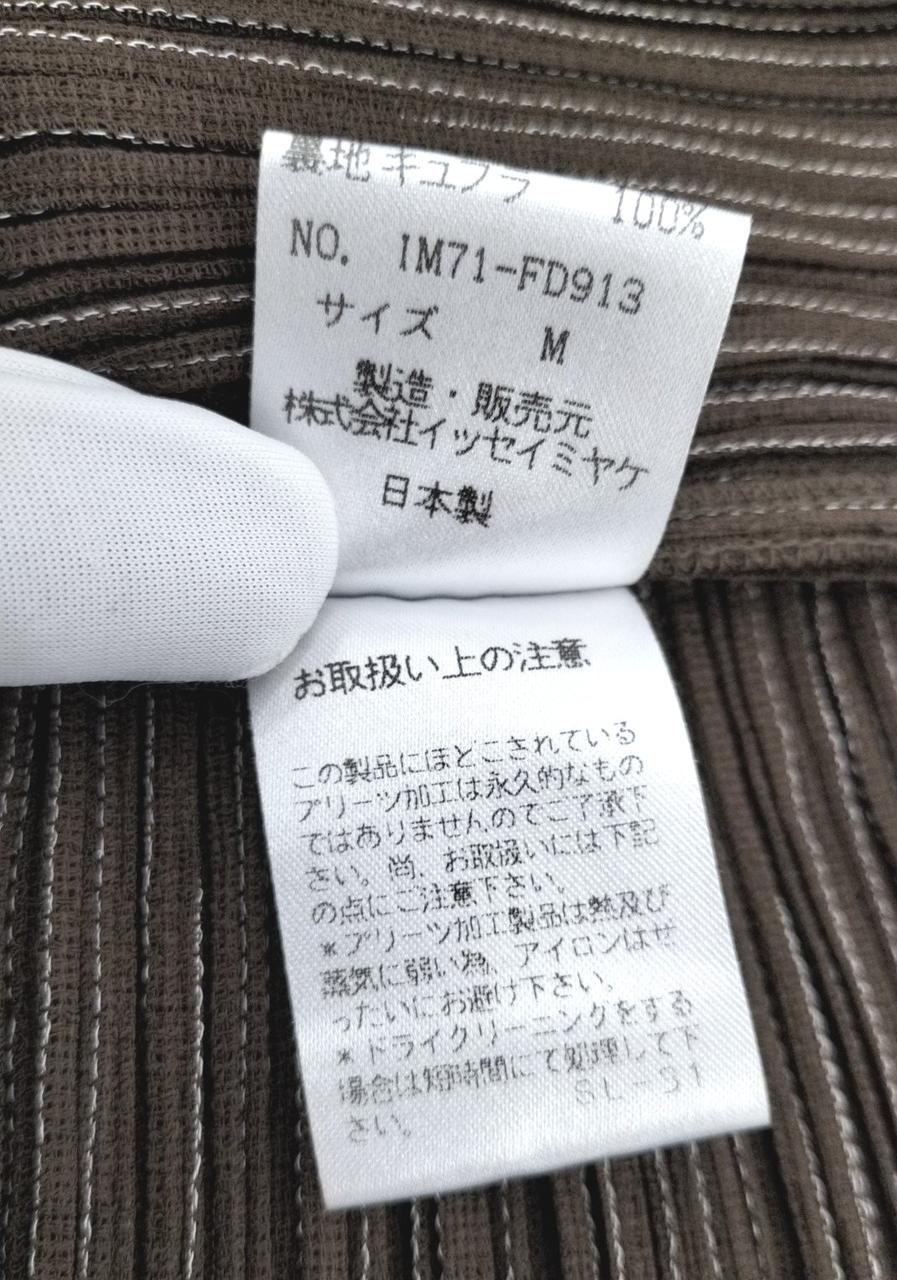 裏地 キュプラ 100%
NO. IM71-FD913
サイズ M
製造・販売元
株式会社イッセイミヤケ
日本製
お取扱い上の注意
この製品にほどこされている
プリーツ加工は永久的なもの
ではありませんのでご了承下
さい。尚、お取扱いには下記
の点にご注意下さい。
*プリーツ加工製品は熱及び
蒸気に弱い為、アイロンはぜ
ったいにお避け下さい。
*ドライクリーニングをする
場合は短時間にて処理して下
さい。 SL-31